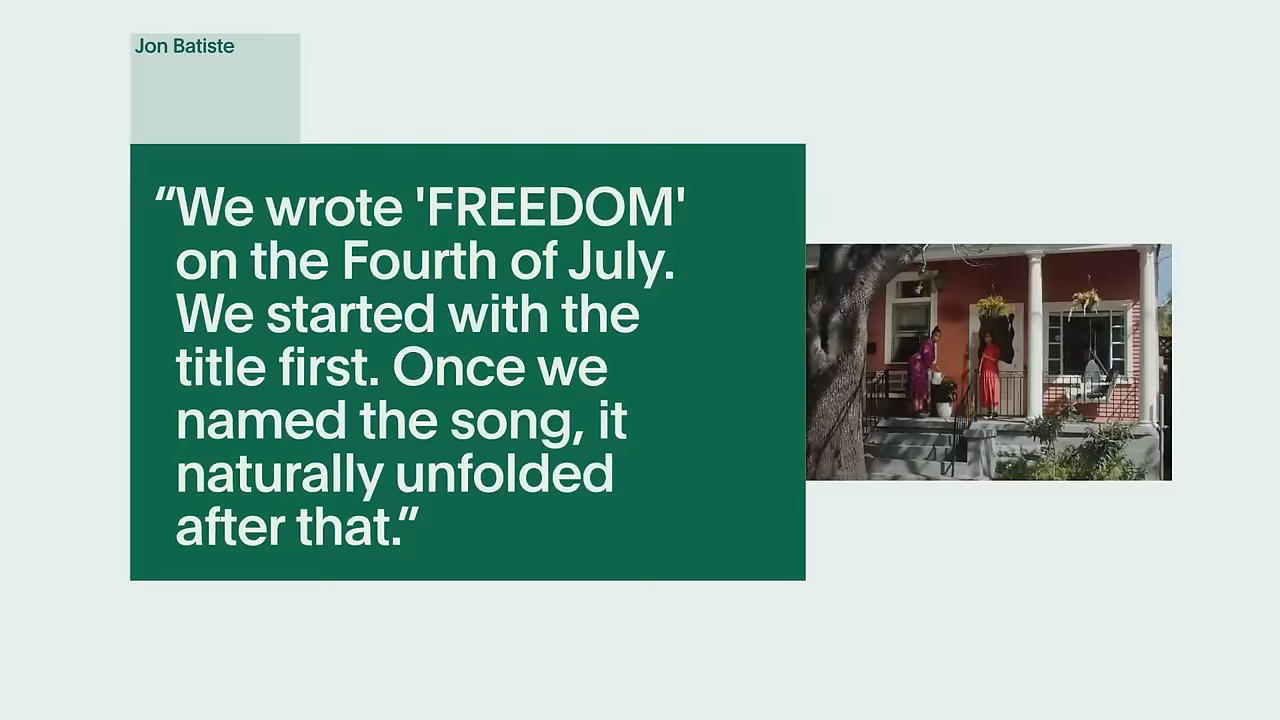 Jon Batiste
“We wrote 'FREEDOM'
on the Fourth of July.
We started with the
title first. Once we
named the song, it
naturally unfolded
after that.”